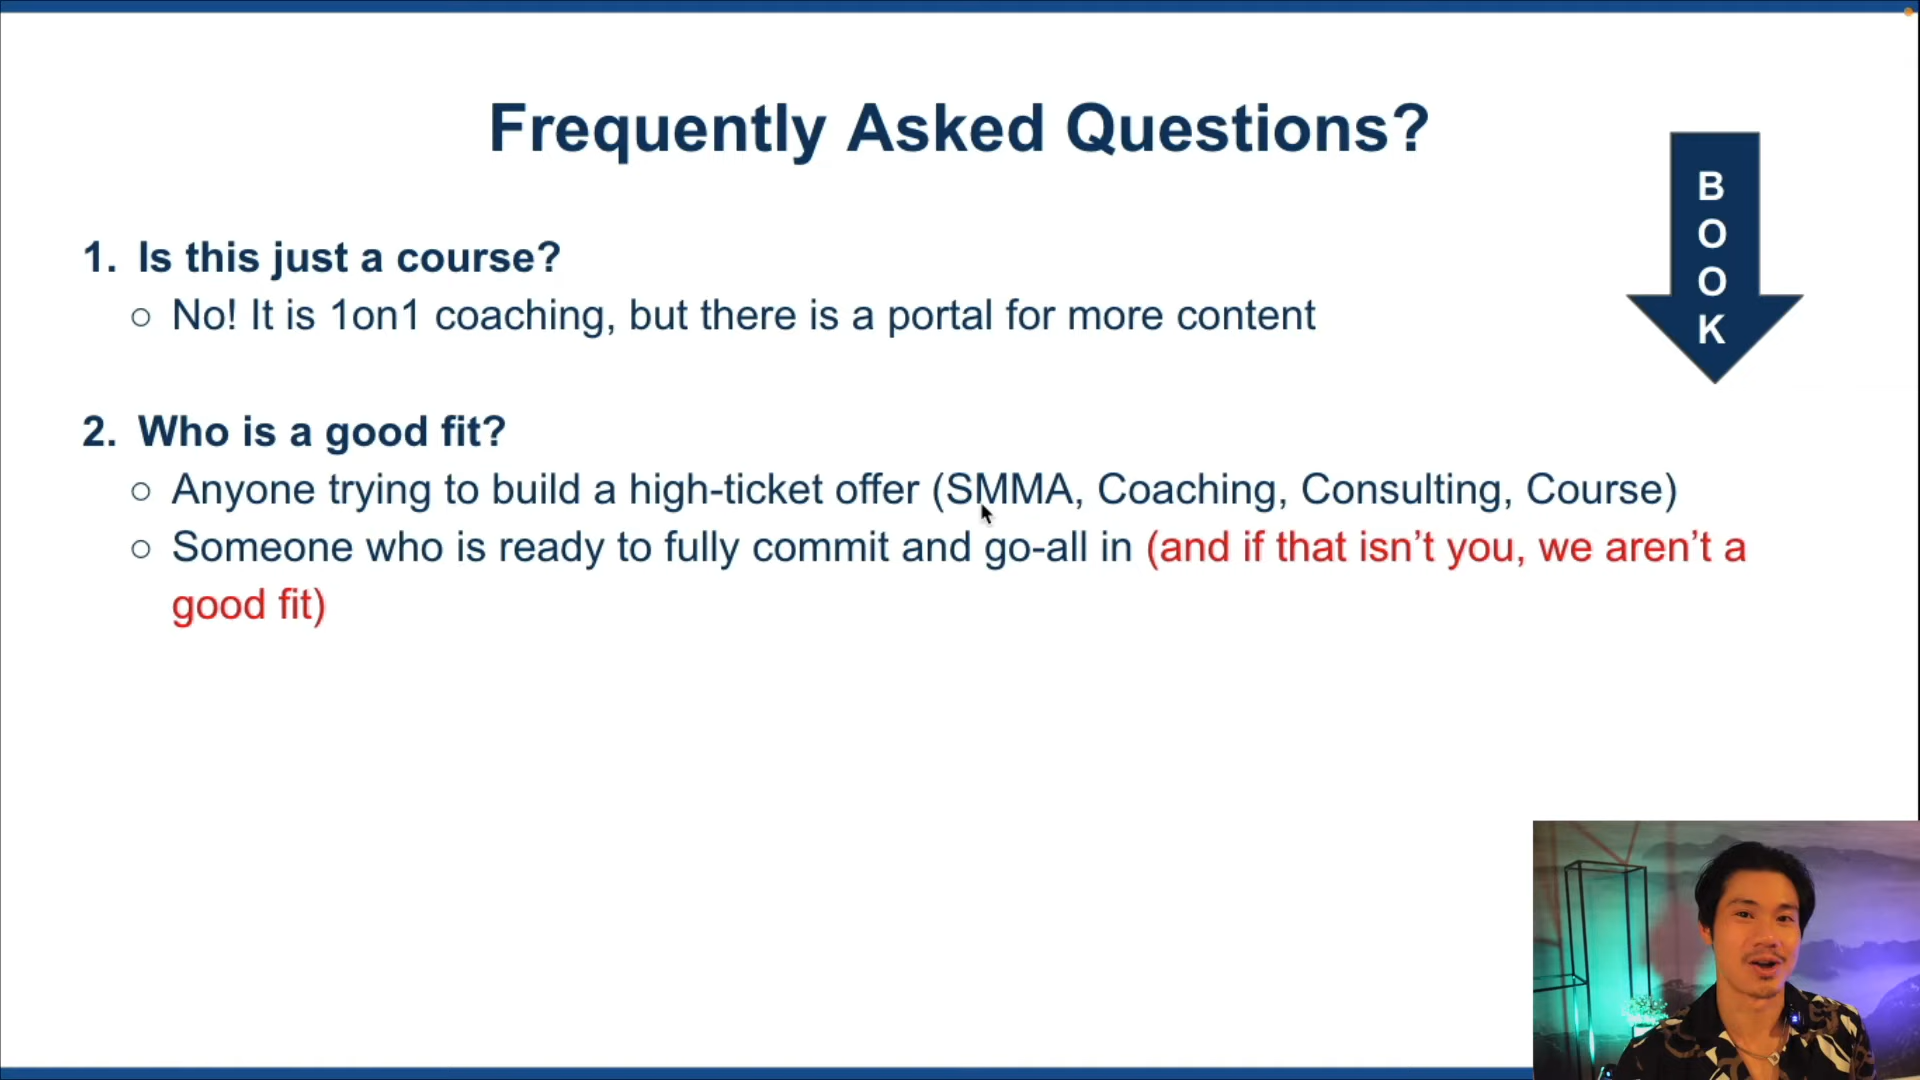 Frequently Asked Questions?
B
O
O
K
1. Is this just a course?
○ No! It is 1on1 coaching, but there is a portal for more content
2. Who is a good fit?
○ Anyone trying to build a high-ticket offer (SMMA, Coaching, Consulting, Course)
○ Someone who is ready to fully commit and go-all in (and if that isn’t you, we aren’t a
good fit)